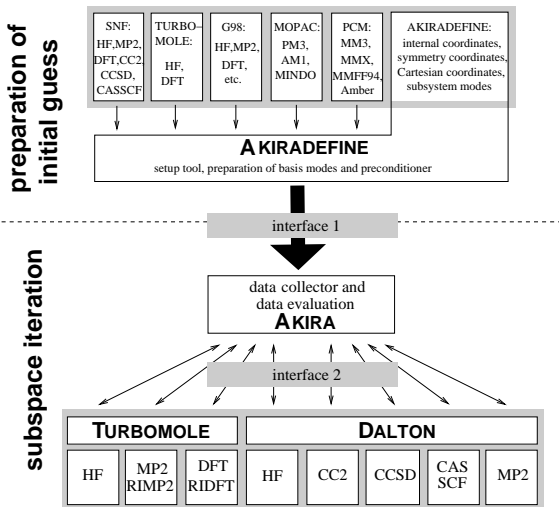 preparation of
initial guess
SNF:
HF,MP2,
DFT,CC2,
CCSD,
CASSCF
TURBO-
MOLE:
HF,
DFT
G98:
HF,MP2,
DFT,
etc.
MOPAC:
PM3,
AM1,
MINDO
PCM:
MM3,
MMX,
MMFF94,
Amber
AKIRADEFINE:
internal coordinates,
symmetry coordinates,
Cartesian coordinates,
subsystem modes
AKIRADEFINE
setup tool, preparation of basis modes and preconditioner
interface 1
subspace iteration
data collector and
data evaluation
AKIRA
interface 2
TURBOMOLE
DALTON
HF
MP2
RIMP2
DFT
RIDFT
HF
CC2
CCSD
CAS
SCF
MP2